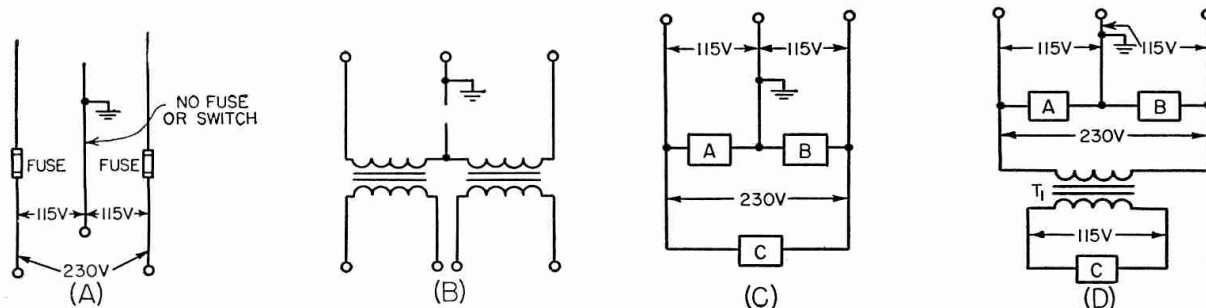 NO FUSE
OR SWITCH
FUSE
FUSE
115V
115V
230V
(A)
(B)
115V
115V
A
B
230V
C
(C)
115V
115V
A
B
230V
T1
115V
C
(D)